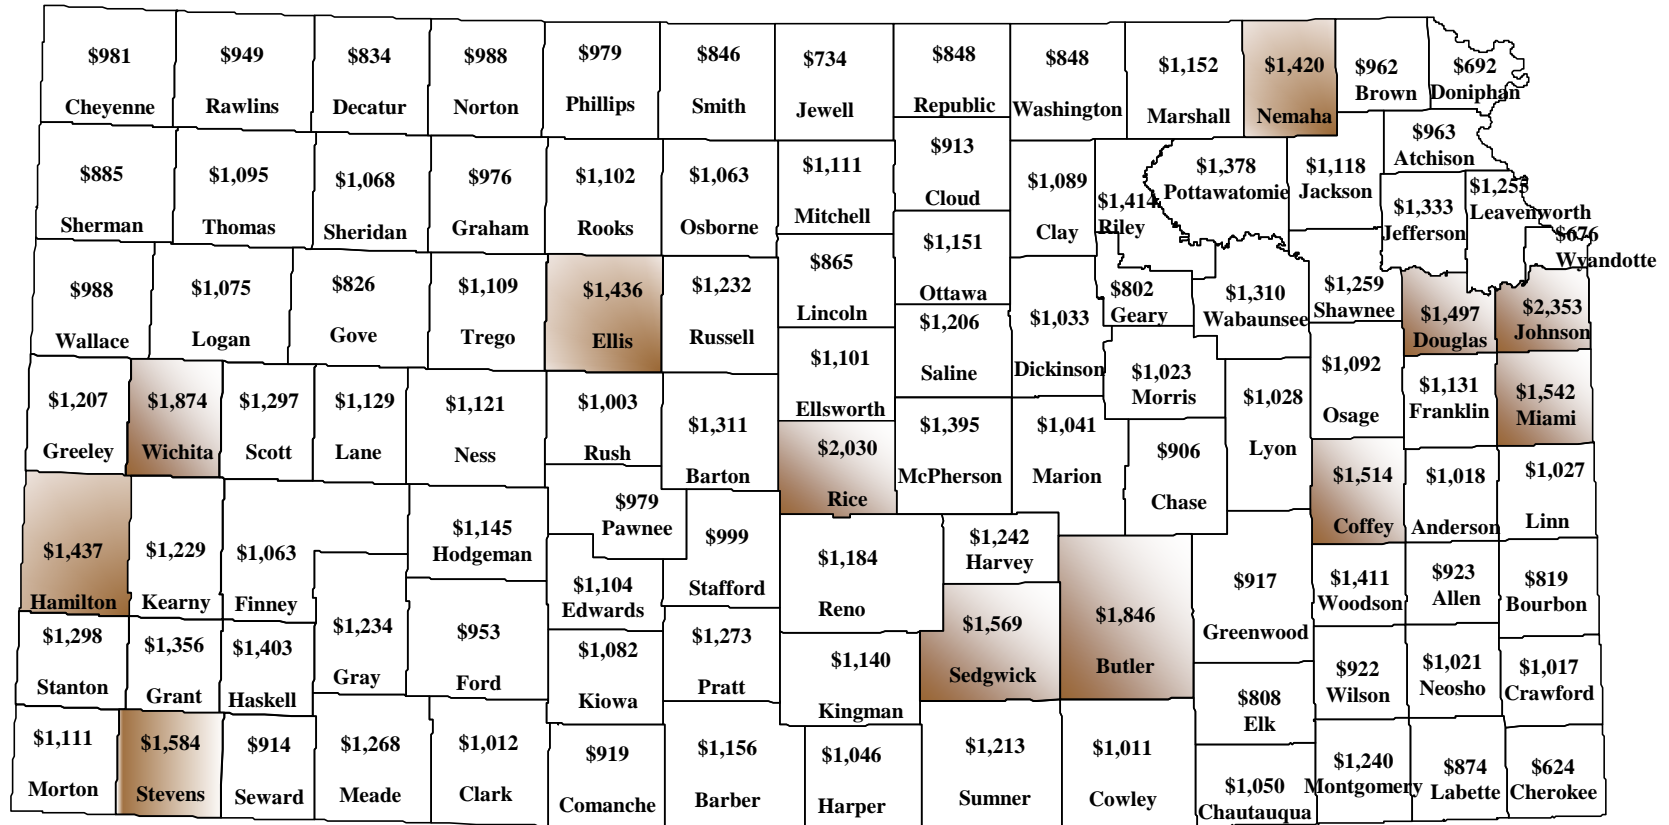 $981
Cheyenne
$949
Rawlins
$834
Decatur
$988
Norton
$979
Phillips
$846
Smith
$734
Jewell
$848
Republic
$848
Washington
$1,152
Marshall
$1,420
Nemaha
$962
Brown
$692
Doniphan
$885
Sherman
$1,095
Thomas
$1,068
Sheridan
$976
Graham
$1,102
Rooks
$1,063
Osborne
$1,111
Mitchell
$913
Cloud
$1,089
Clay
$1,414
Riley
$1,378
Pottawatomie
$1,118
Jackson
$963
Atchison
$1,333
Jefferson
$1,255
Leavenworth
$676
Wyandotte
$988
Wallace
$1,075
Logan
$826
Gove
$1,109
Trego
$1,436
Ellis
$1,232
Russell
$865
Lincoln
$1,151
Ottawa
$1,206
Saline
$1,033
Dickinson
$802
Geary
$1,310
Wabaunsee
$1,259
Shawnee
$1,497
Douglas
$2,353
Johnson
$1,207
Greeley
$1,874
Wichita
$1,297
Scott
$1,129
Lane
$1,121
Ness
$1,003
Rush
$1,311
Barton
$1,101
Ellsworth
$2,030
Rice
$1,395
McPherson
$1,041
Marion
$1,023
Morris
$906
Chase
$1,028
Lyon
$1,092
Osage
$1,131
Franklin
$1,542
Miami
$1,514
Coffey
$1,018
Anderson
$1,027
Linn
$1,437
Hamilton
$1,229
Kearny
$1,063
Finney
$1,145
Hodgeman
$979
Pawnee
$999
Stafford
$1,104
Edwards
$1,184
Reno
$1,242
Harvey
$1,569
Sedgwick
$1,846
Butler
$917
Greenwood
$1,411
Woodson
$923
Allen
$819
Bourbon
$1,298
Stanton
$1,356
Grant
$1,403
Haskell
$1,234
Gray
$953
Ford
$1,082
Kiowa
$1,273
Pratt
$1,140
Kingman
$808
Elk
$922
Wilson
$1,021
Neosho
$1,017
Crawford
$1,111
Morton
$1,584
Stevens
$914
Seward
$1,268
Meade
$1,012
Clark
$919
Comanche
$1,156
Barber
$1,046
Harper
$1,213
Sumner
$1,011
Cowley
$1,050
Chautauqua
$1,240
Montgomery
$874
Labette
$624
Cherokee